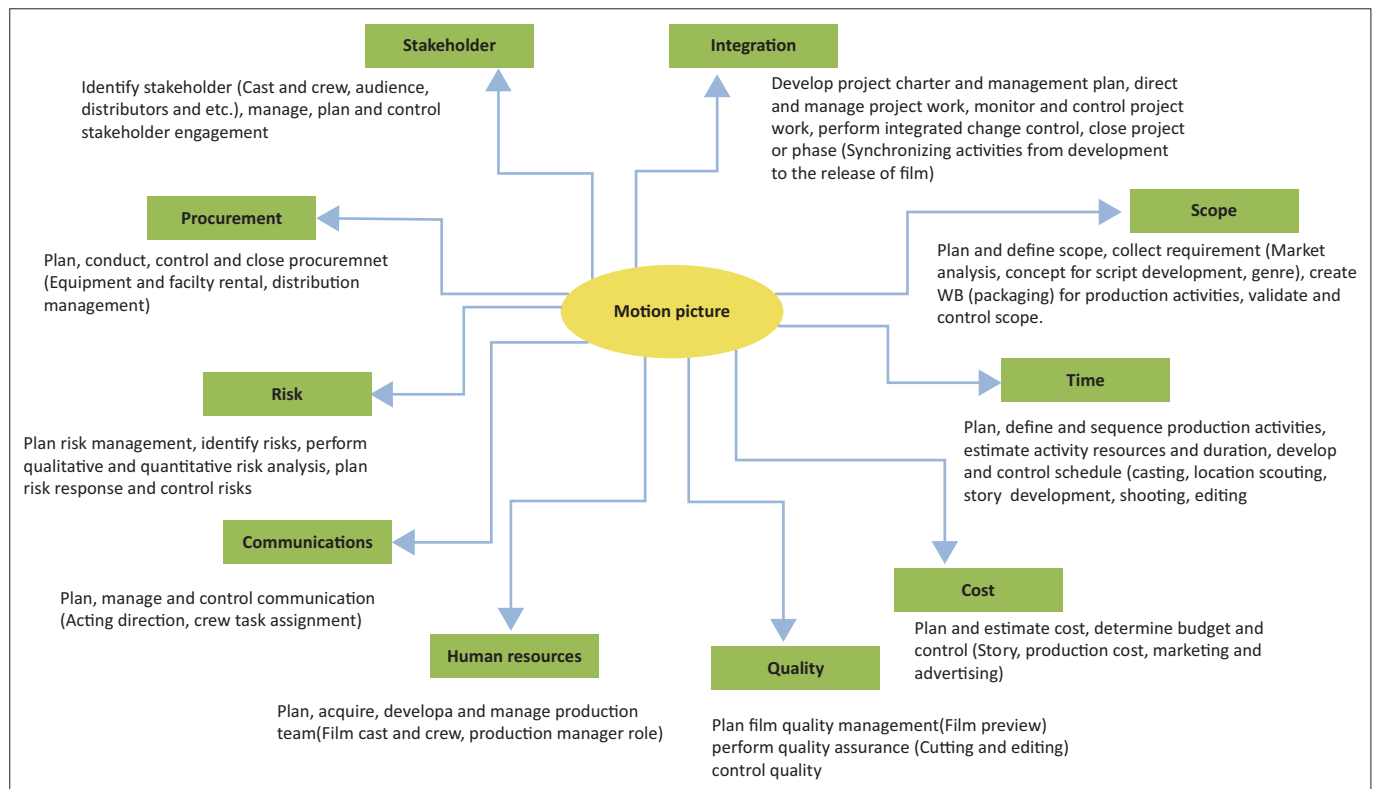 Stakeholder
Identify stakeholder (Cast and crew, audience,
distributors and etc.), manage, plan and control
stakeholder engagement
Integration
Develop project charter and management plan, direct
and manage project work, monitor and control project
work, perform integrated change control, close project
or phase (Synchronizing activities from development
to the release of film)
Procurement
Plan, conduct, control and close procuremnet
(Equipment and facilty rental, distribution
management)
Scope
Plan and define scope, collect requirement (Market
analysis, concept for script development, genre), create
WB (packaging) for production activities, validate and
control scope.
Motion picture
Risk
Plan risk management, identify risks, perform
qualitative and quantitative risk analysis, plan
risk response and control risks
Time
Plan, define and sequence production activities,
estimate activity resources and duration, develop
and control schedule (casting, location scouting,
story development, shooting, editing
Communications
Plan, manage and control communication
(Acting direction, crew task assignment)
Cost
Plan and estimate cost, determine budget and
control (Story, production cost, marketing and
advertising)
Human resources
Plan, acquire, developa and manage production
team(Film cast and crew, production manager role)
Quality
Plan film quality management(Film preview)
perform quality assurance (Cutting and editing)
control quality